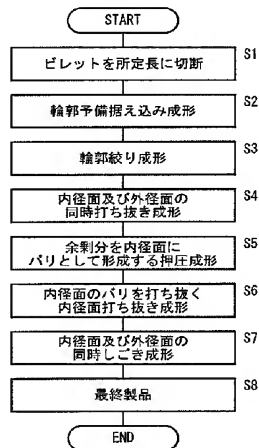 START
S1
ビレットを所定長に切断
S2
輪郭予備据え込み成形
S3
輪郭絞り成形
S4
内径面及び外径面の
同時打ち抜き成形
S5
余剰分を内径面に
バリとして形成する押圧成形
S6
内径面のバリを打ち抜く
内径面打ち抜き成形
S7
内径面及び外径面の
同時しごき成形
S8
最終製品
END